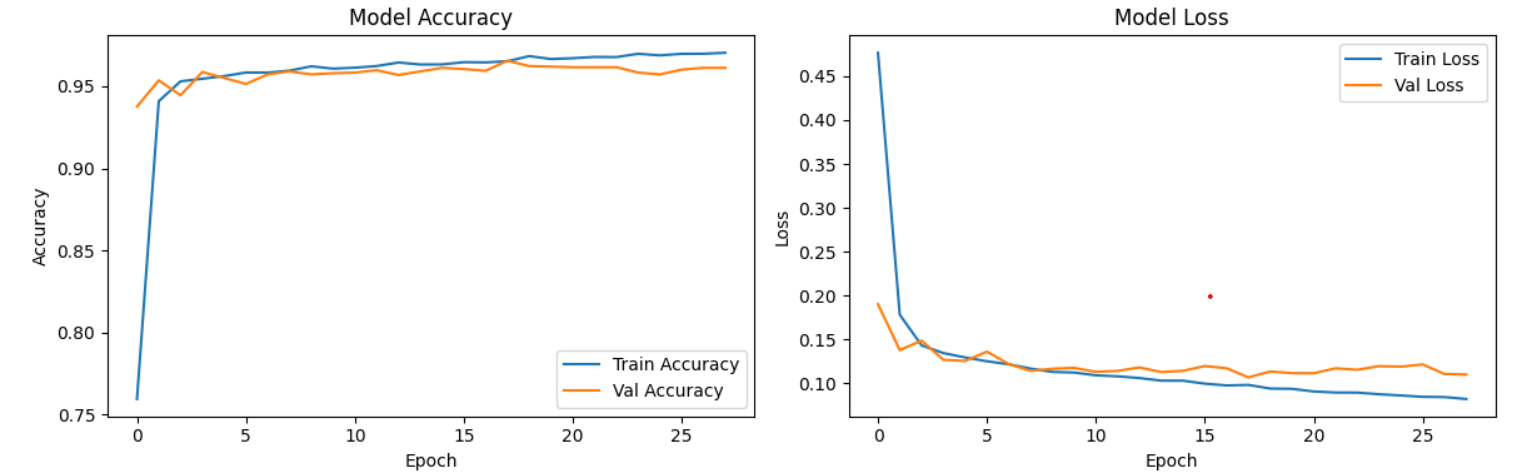 Model Accuracy
Accuracy
0.95
0.90
0.85
0.80
0.75
Train Accuracy
Val Accuracy
0 5 10 15 20 25
Epoch
Model Loss
Loss
0.45
0.40
0.35
0.30
0.25
0.20
0.15
0.10
Train Loss
Val Loss
0 5 10 15 20 25
Epoch